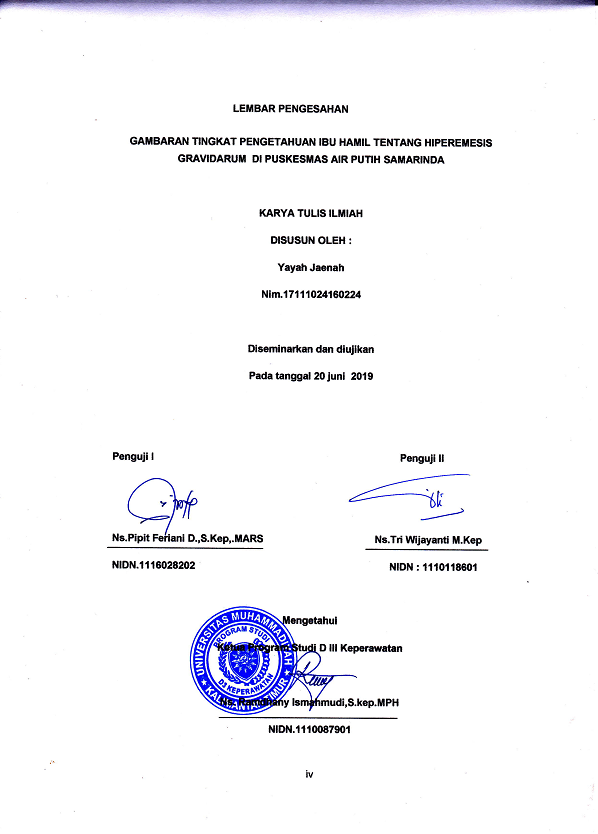 LEMBAR PENGESAHAN
GAMBARAN TINGKAT PENGETAHUAN IBU HAMIL TENTANG HIPEREMESIS
GRAVIDARUM DI PUSKESMAS AIR PUTIH SAMARINDA
KARYA TULIS ILMIAH
DISUSUN OLEH :
Yayah Jaenah
Nim.17111024160224
Diseminarkan dan diujikan
Pada tanggal 20 juni 2019
Penguji I
Penguji II
Ns.Pipit Feriani D.,S.Kep,.MARS
Ns.Tri Wijayanti M.Kep
NIDN.1116028202
NIDN : 1110118601
Mengetahui
Ketua Program Studi D III Keperawatan
UNIVERSITAS MUHAMMADIYAH
KALIMANTAN TIMUR
PROGRAM STUDI
D3 KEPERAWATAN
Ns. Ismahmudi,S.kep.MPH
NIDN.1110087901
iv